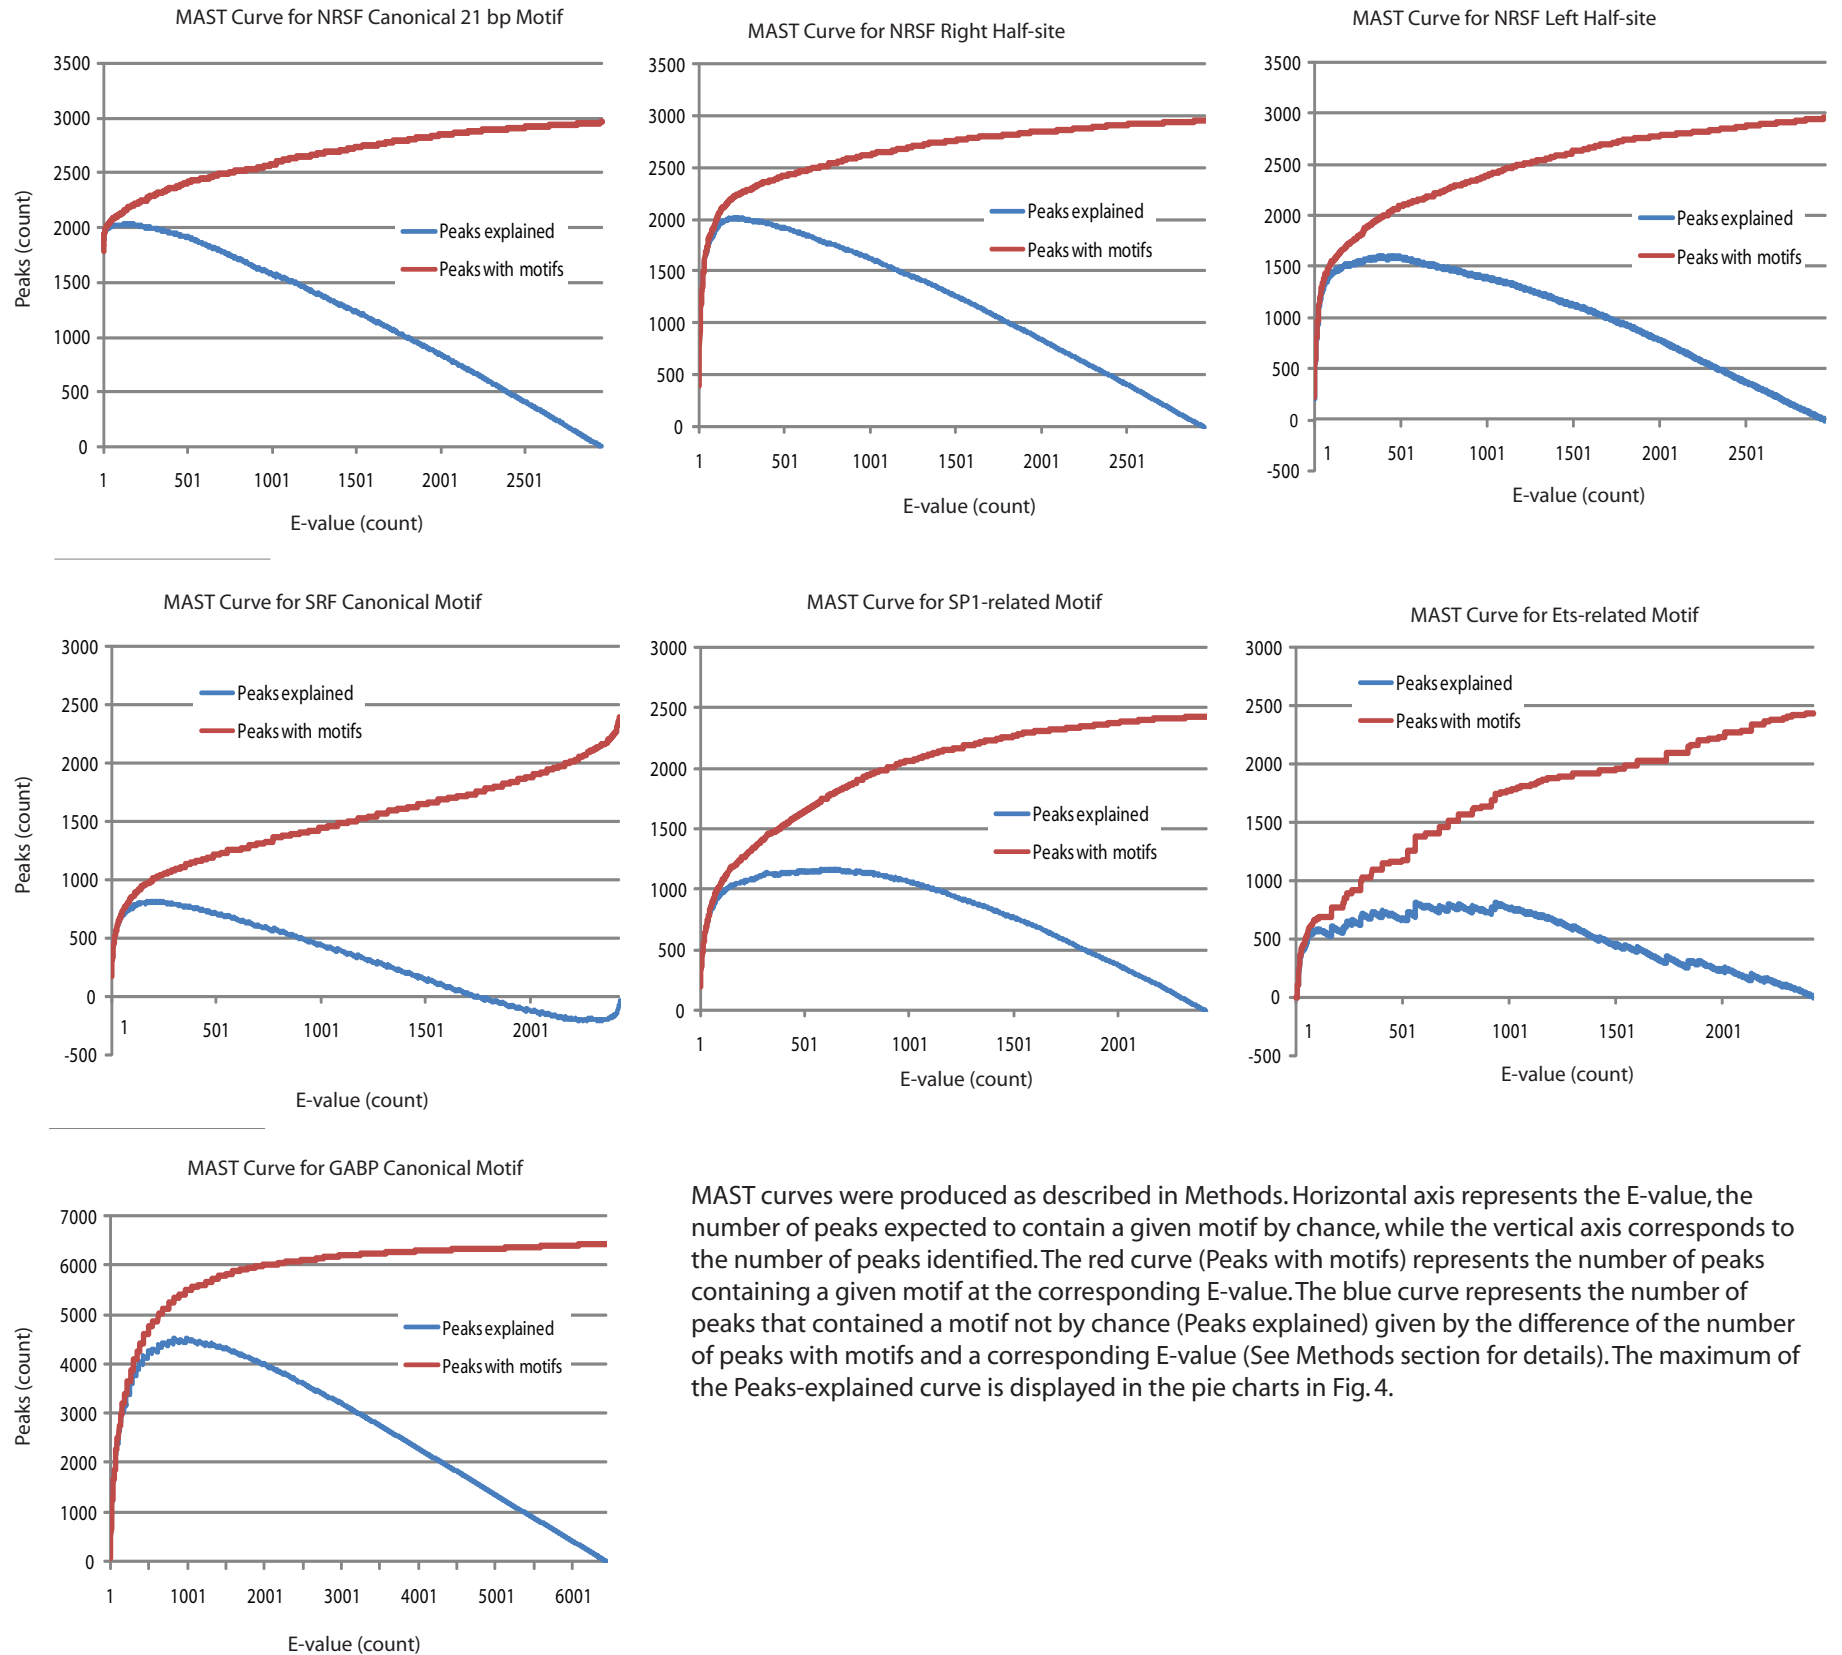 MAST Curve for NRSF Canonical 21 bp Motif
3500
3000
2500
2000
1500
1000
500
0
Peaks (count)
Peaks explained
Peaks with motifs
1 501 1001 1501 2001 2501
E-value (count)
MAST Curve for NRSF Right Half-site
3500
3000
2500
2000
1500
1000
500
0
Peaks explained
Peaks with motifs
1 501 1001 1501 2001 2501
E-value (count)
MAST Curve for NRSF Left Half-site
3500
3000
2500
2000
1500
1000
500
0
-500
Peaks explained
Peaks with motifs
1 501 1001 1501 2001 2501
E-value (count)
MAST Curve for SRF Canonical Motif
3000
2500
2000
1500
1000
500
0
-500
Peaks (count)
Peaks explained
Peaks with motifs
1 501 1001 1501 2001
E-value (count)
MAST Curve for SP1-related Motif
3000
2500
2000
1500
1000
500
0
Peaks explained
Peaks with motifs
1 501 1001 1501 2001
E-value (count)
MAST Curve for Ets-related Motif
3000
2500
2000
1500
1000
500
0
-500
Peaks explained
Peaks with motifs
1 501 1001 1501 2001
E-value (count)
MAST Curve for GABP Canonical Motif
7000
6000
5000
4000
3000
2000
1000
0
Peaks (count)
Peaks explained
Peaks with motifs
1 1001 2001 3001 4001 5001 6001
E-value (count)
MAST curves were produced as described in Methods. Horizontal axis represents the E-value, the
number of peaks expected to contain a given motif by chance, while the vertical axis corresponds to
the number of peaks identified. The red curve (Peaks with motifs) represents the number of peaks
containing a given motif at the corresponding E-value. The blue curve represents the number of
peaks that contained a motif not by chance (Peaks explained) given by the difference of the number
of peaks with motifs and a corresponding E-value (See Methods section for details). The maximum of
the Peaks-explained curve is displayed in the pie charts in Fig. 4.